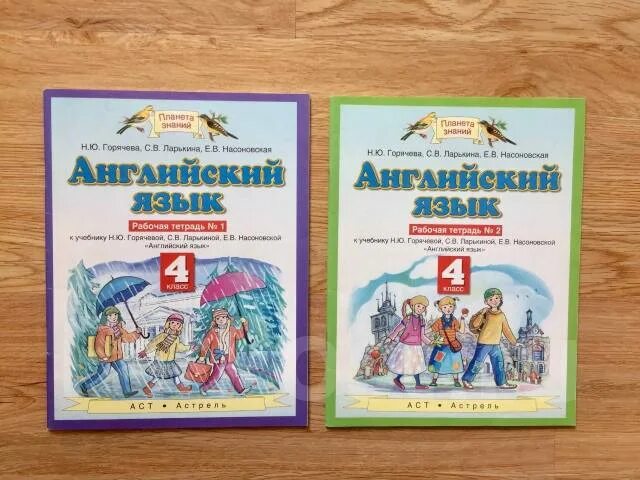 Планета
знаний
Н.Ю. Горячева, С.В. Ларькина, Е.В. Насоновская
Английский
язык
Рабочая тетрадь № 1
к учебнику Н.Ю. Горячевой, С.В. Ларькиной, Е.В. Насоновской
«Английский язык»
4
класс
АСТ • Астрель
Планета
знаний
Н.Ю. Горячева, С.В. Ларькина, Е.В. Насоновская
Английский
язык
Рабочая тетрадь № 2
к учебнику Н.Ю. Горячевой, С.В. Ларькиной, Е.В. Насоновской
«Английский язык»
4
класс
АСТ • Астрель